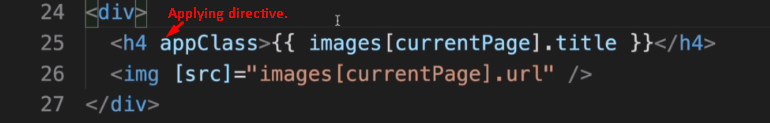 24 <div> Applying directive.
25 <h4 appClass>{{ images[currentPage].title }}</h4>
26 <img [src]="images[currentPage].url" />
27 </div>